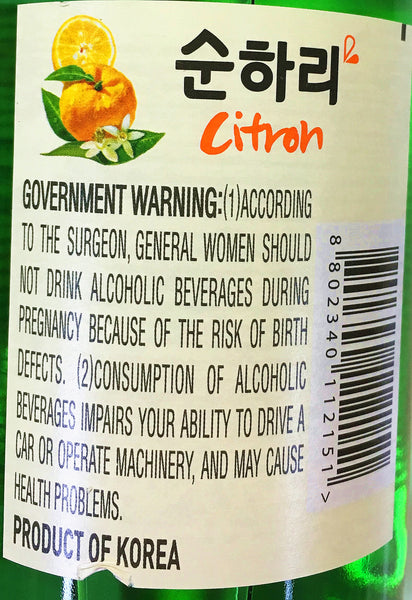 순하리
Citron
GOVERNMENT WARNING:(1)ACCORDING
TO THE SURGEON, GENERAL WOMEN SHOULD
NOT DRINK ALCOHOLIC BEVERAGES DURING
PREGNANCY BECAUSE OF THE RISK OF BIRTH
DEFECTS. (2)CONSUMPTION OF ALCOHOLIC
BEVERAGES IMPAIRS YOUR ABILITY TO DRIVE A
CAR OR OPERATE MACHINERY, AND MAY CAUSE
HEALTH PROBLEMS.
PRODUCT OF KOREA
8 802340 112151 >